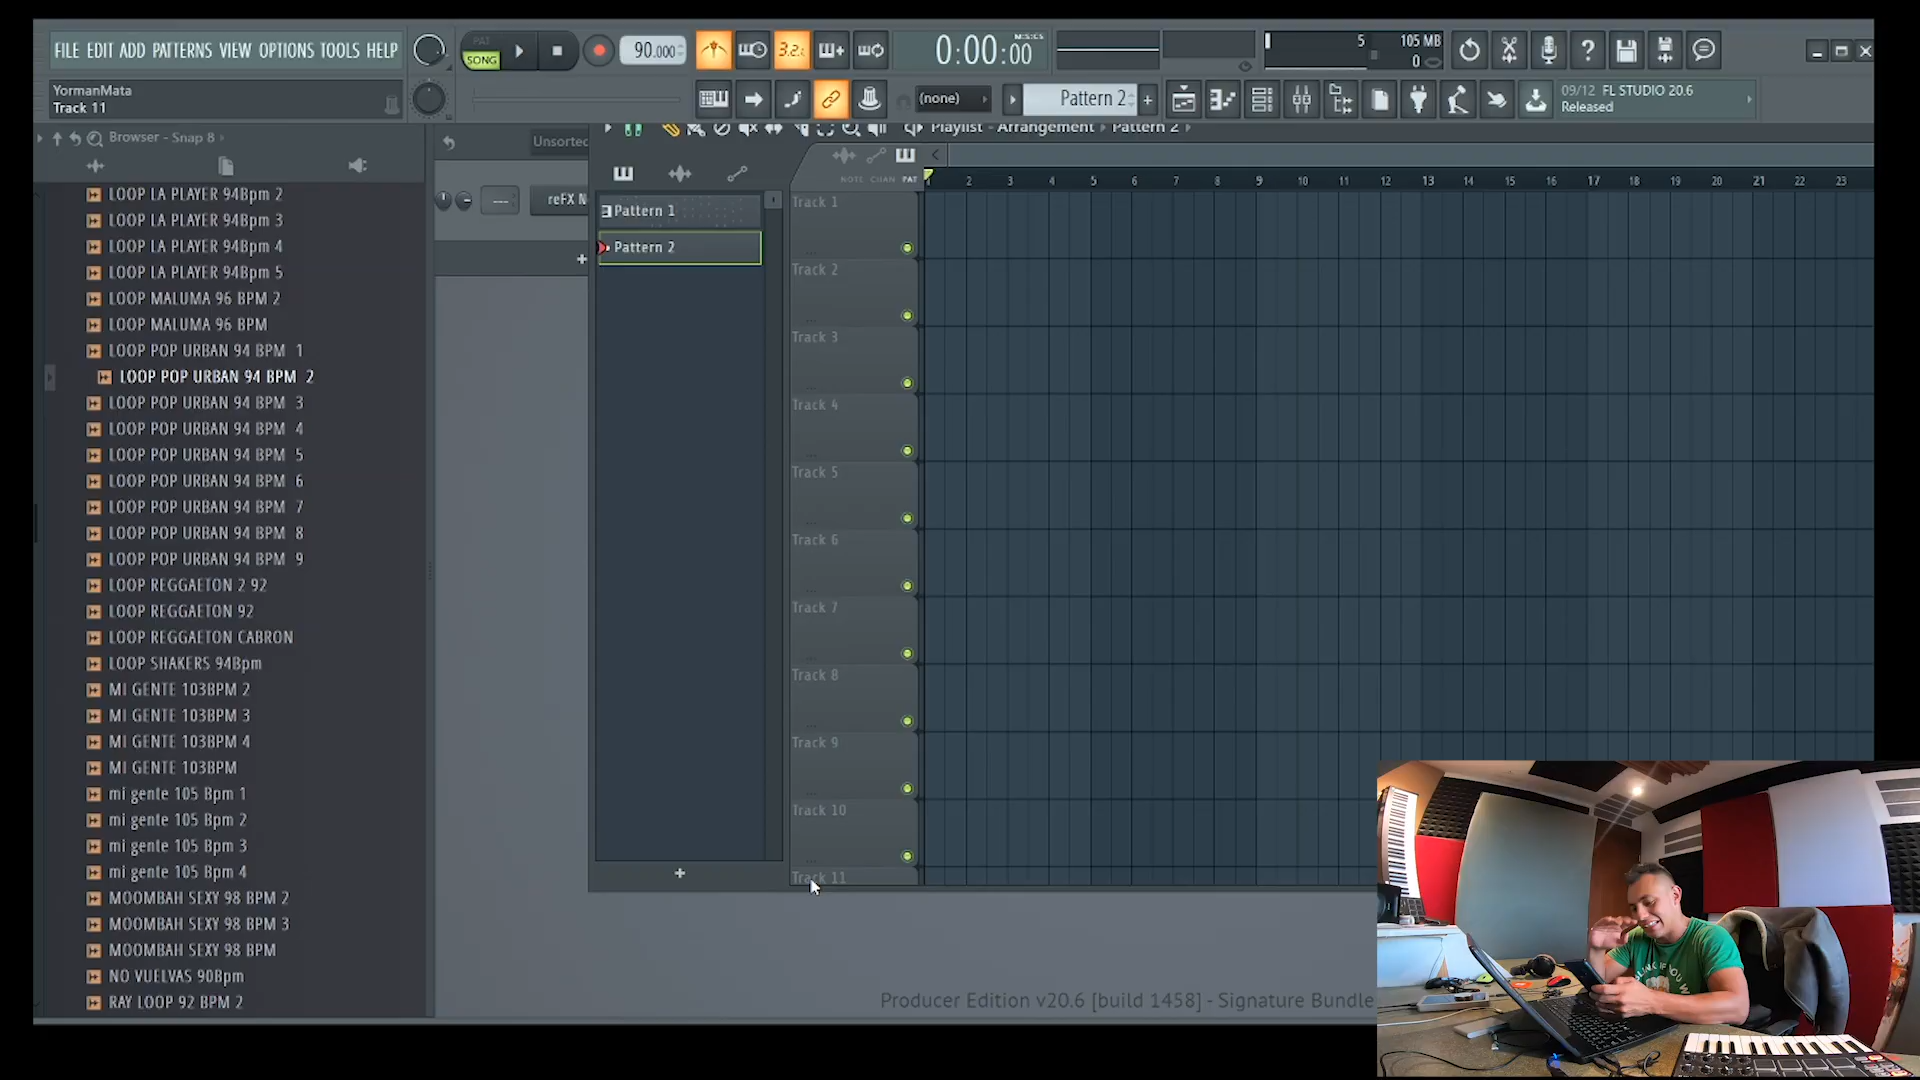 FILE EDIT ADD PATTERNS VIEW OPTIONS TOOLS HELP
PAT
SONG
90.000
3.2.
0:00:00
M:S:CS
5
105 MB
0
YormanMata
Track 11
(none)
Pattern 2
09/12 FL STUDIO 20.6
Released
Browser - Snap 8
Unsorted
Playlist - Arrangement › Pattern 2 ›
NOTE CHAN PAT
1 2 3 4 5 6 7 8 9 10 11 12 13 14 15 16 17 18 19 20 21 22 23
reFX N
Pattern 1
Pattern 2
Track 1
Track 2
Track 3
Track 4
Track 5
Track 6
Track 7
Track 8
Track 9
Track 10
Track 11
LOOP LA PLAYER 94Bpm 2
LOOP LA PLAYER 94Bpm 3
LOOP LA PLAYER 94Bpm 4
LOOP LA PLAYER 94Bpm 5
LOOP MALUMA 96 BPM 2
LOOP MALUMA 96 BPM
LOOP POP URBAN 94 BPM 1
LOOP POP URBAN 94 BPM 2
LOOP POP URBAN 94 BPM 3
LOOP POP URBAN 94 BPM 4
LOOP POP URBAN 94 BPM 5
LOOP POP URBAN 94 BPM 6
LOOP POP URBAN 94 BPM 7
LOOP POP URBAN 94 BPM 8
LOOP POP URBAN 94 BPM 9
LOOP REGGAETON 2 92
LOOP REGGAETON 92
LOOP REGGAETON CABRON
LOOP SHAKERS 94Bpm
MI GENTE 103BPM 2
MI GENTE 103BPM 3
MI GENTE 103BPM 4
MI GENTE 103BPM
mi gente 105 Bpm 1
mi gente 105 Bpm 2
mi gente 105 Bpm 3
mi gente 105 Bpm 4
MOOMBAH SEXY 98 BPM 2
MOOMBAH SEXY 98 BPM 3
MOOMBAH SEXY 98 BPM
NO VUELVAS 90Bpm
RAY LOOP 92 BPM 2
Producer Edition v20.6 [build 1458] - Signature Bundle